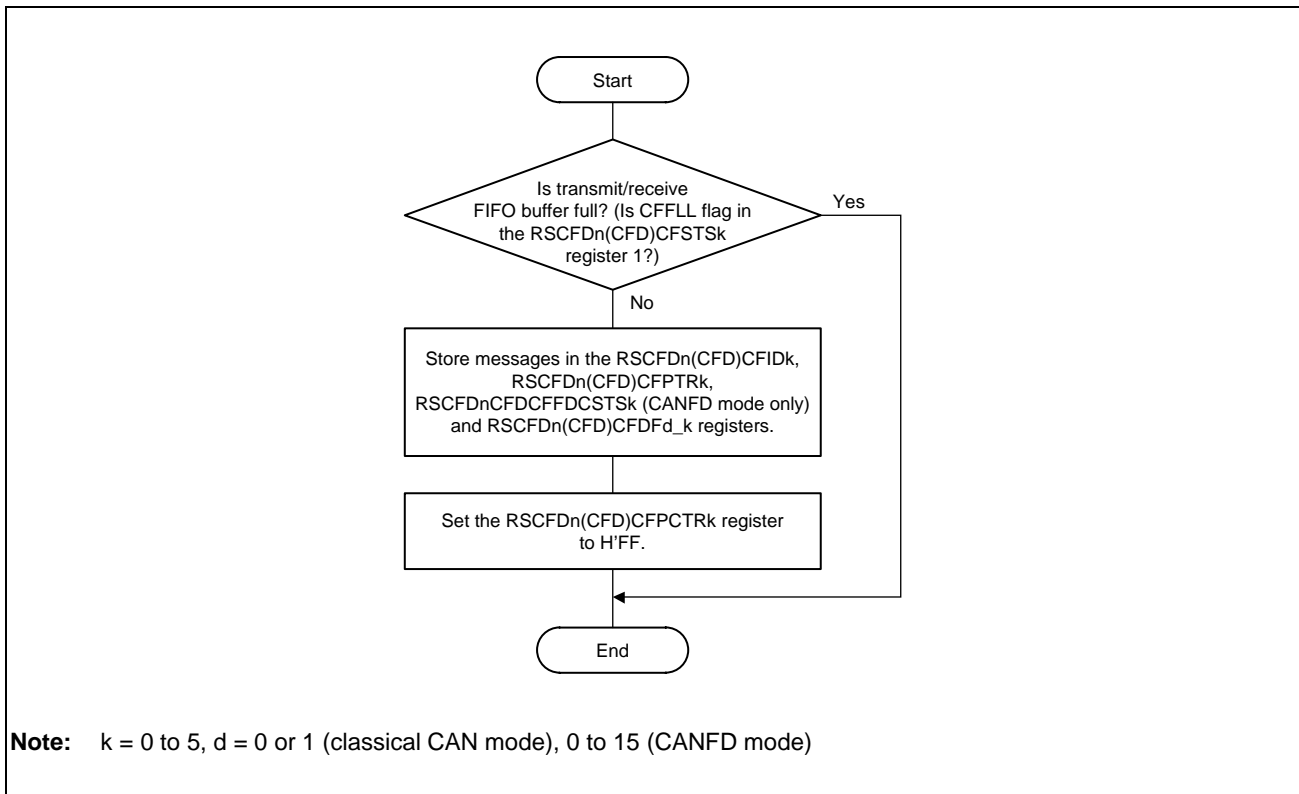 Start
Is transmit/receive
FIFO buffer full? (Is CFFLL flag in
the RSCFDn(CFD)CFSTSk
register 1?)
Yes
No
Store messages in the RSCFDn(CFD)CFIDk,
RSCFDn(CFD)CFPTRk,
RSCFDnCFDCFFDCSTSk (CANFD mode only)
and RSCFDn(CFD)CFDFd_k registers.
Set the RSCFDn(CFD)CFPCTRk register
to H'FF.
End
Note: k = 0 to 5, d = 0 or 1 (classical CAN mode), 0 to 15 (CANFD mode)